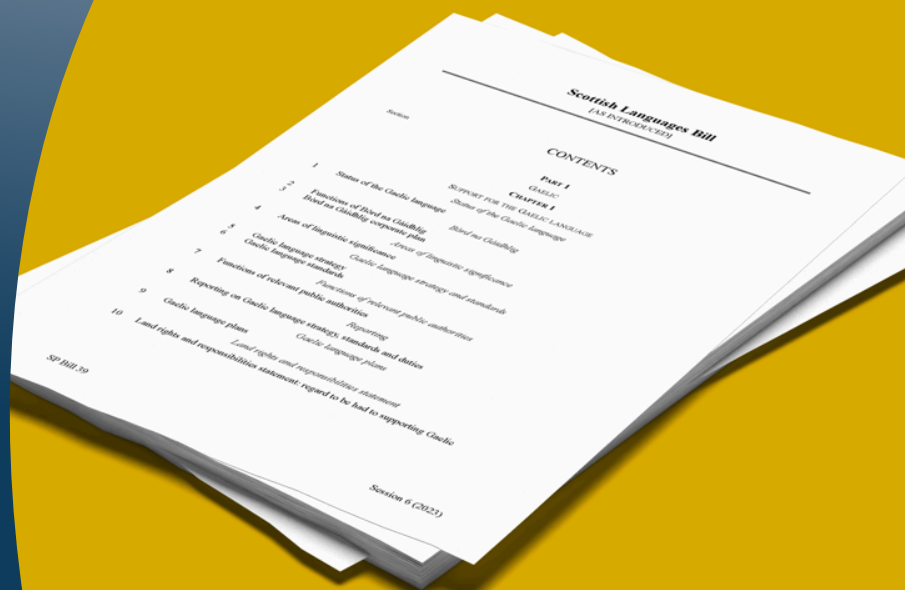 Scottish Languages Bill
[AS INTRODUCED]
CONTENTS
Section
PART 1
GAELIC
CHAPTER 1
SUPPORT FOR THE GAELIC LANGUAGE
Status of the Gaelic language
1 Status of the Gaelic language
Bòrd na Gàidhlig
2 Functions of Bòrd na Gàidhlig
3 Bòrd na Gàidhlig corporate plan
Areas of linguistic significance
4 Areas of linguistic significance
Gaelic language strategy and standards
5 Gaelic language strategy
6 Gaelic language standards
Functions of relevant public authorities
7 Functions of relevant public authorities
Reporting
8 Reporting on Gaelic language strategy, standards and duties
Gaelic language plans
9 Gaelic language plans
Land rights and responsibilities statement
10 Land rights and responsibilities statement: regard to be had to supporting Gaelic
SP Bill 39
Session 6 (2023)